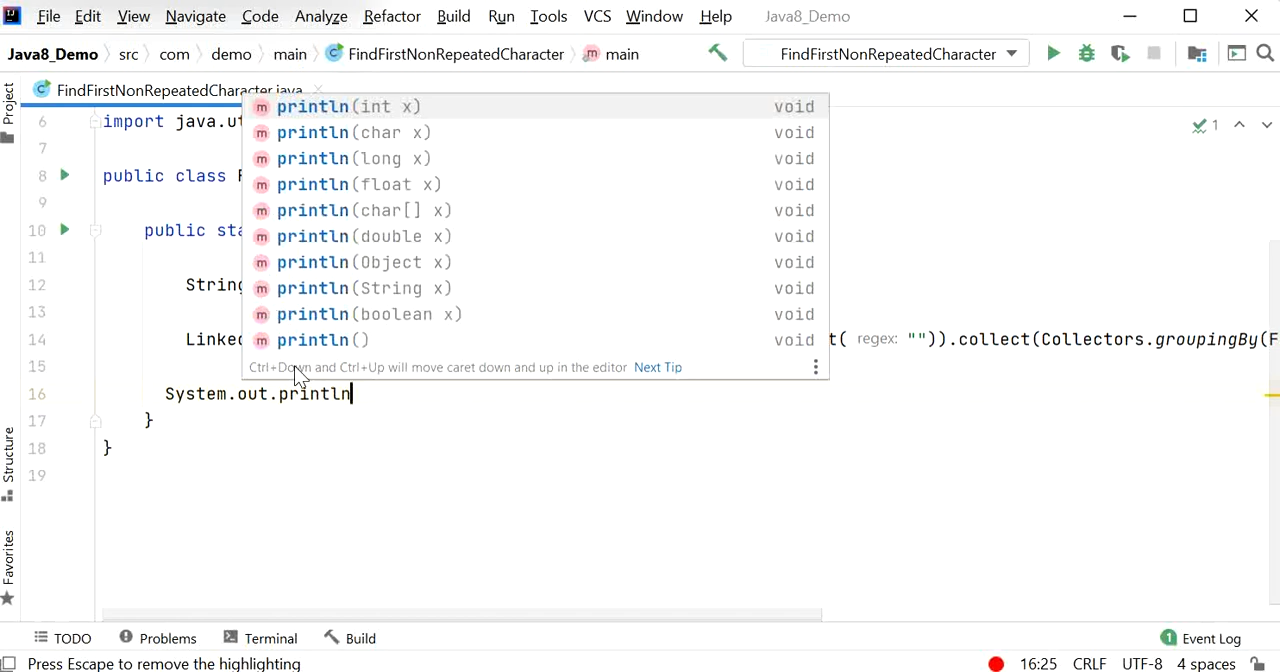 File Edit View Navigate Code Analyze Refactor Build Run Tools VCS Window Help Java8_Demo
Java8_Demo src com demo main FindFirstNonRepeatedCharacter main FindFirstNonRepeatedCharacter
Project
FindFirstNonRepeatedCharacter.java
6 import java.ut
1
7
8 public class F
9
10 public sta
11
12 String
13
14 Linked t( regex: "")).collect(Collectors.groupingBy(F
15
16 System.out.println
17 }
18 }
19
println(int x) void
println(char x) void
println(long x) void
println(float x) void
println(char[] x) void
println(double x) void
println(Object x) void
println(String x) void
println(boolean x) void
println() void
Ctrl+Down and Ctrl+Up will move caret down and up in the editor Next Tip
Structure
Favorites
TODO Problems Terminal Build 1 Event Log
Press Escape to remove the highlighting 16:25 CRLF UTF-8 4 spaces